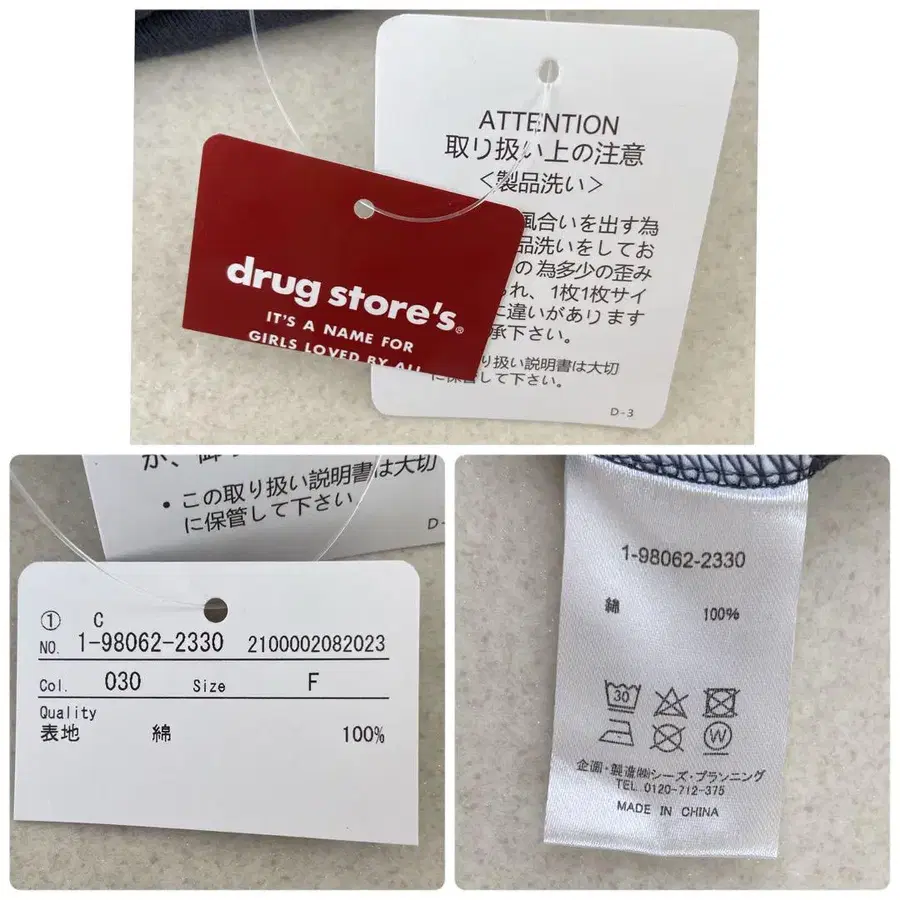 ATTENTION
取り扱い上の注意
<製品洗い>
風合いを出す為
品洗いをしてお
の為多少の歪み
れ、1枚1枚サイ
に違いがあります
承下さい。
取り扱い説明書は大切
に保管して下さい。
D-3
drug store's®
IT'S A NAME FOR
GIRLS LOVED BY ALL
・この取り扱い説明書は大切
に保管して下さい
D-
① C
NO. 1-98062-2330 2100002082023
Col. 030 Size F
Quality
表地 綿 100%
1-98062-2330
綿 100%
30
W
企画・製造㈱シーズ・プランニング
TEL.0120-712-375
MADE IN CHINA